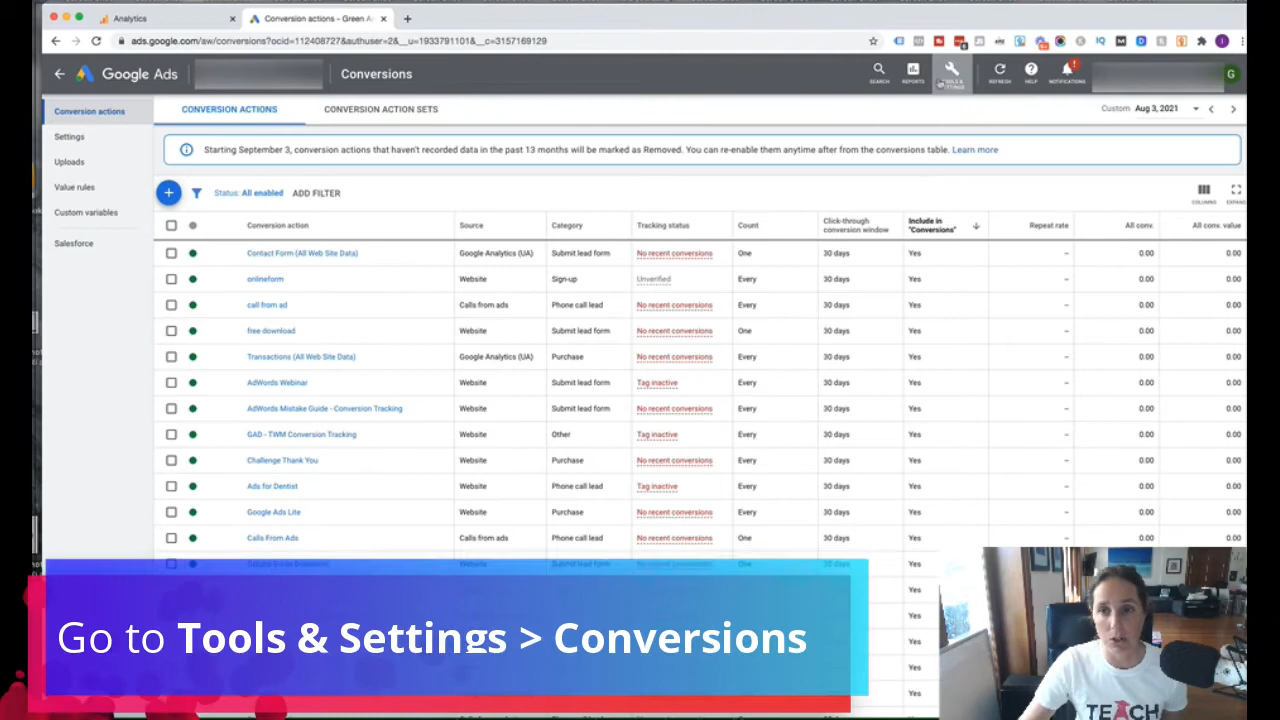 Analytics
Conversion actions - Green A
ads.google.com/aw/conversions?ocid=112408727&authuser=2&__u=1933791101&__c=3157169129
Google Ads
Conversions
SEARCH
REPORTS
TOOLS & SETTINGS
REFRESH
HELP
NOTIFICATIONS
G
Conversion actions
Settings
Uploads
Value rules
Custom variables
Salesforce
CONVERSION ACTIONS CONVERSION ACTION SETS
Custom Aug 3, 2021
Starting September 3, conversion actions that haven't recorded data in the past 13 months will be marked as Removed. You can re-enable them anytime after from the conversions table. Learn more
Status: All enabled ADD FILTER
COLUMNS
EXPAND
Conversion action Source Category Tracking status Count Click-through conversion window Include in "Conversions" Repeat rate All conv. All conv. value
Contact Form (All Web Site Data) Google Analytics (UA) Submit lead form No recent conversions One 30 days Yes – 0.00 0.00
onlineform Website Sign-up Unverified Every 30 days Yes – 0.00 0.00
call from ad Calls from ads Phone call lead No recent conversions Every 30 days Yes – 0.00 0.00
free download Website Submit lead form No recent conversions One 30 days Yes – 0.00 0.00
Transactions (All Web Site Data) Google Analytics (UA) Purchase No recent conversions Every 30 days Yes – 0.00 0.00
AdWords Webinar Website Submit lead form Tag inactive Every 30 days Yes – 0.00 0.00
AdWords Mistake Guide - Conversion Tracking Website Submit lead form No recent conversions Every 30 days Yes – 0.00 0.00
GAD - TWM Conversion Tracking Website Other Tag inactive Every 30 days Yes – 0.00 0.00
Challenge Thank You Website Purchase No recent conversions Every 30 days Yes – 0.00 0.00
Ads for Dentist Website Phone call lead Tag inactive Every 30 days Yes – 0.00 0.00
Google Ads Lite Website Purchase No recent conversions Every 30 days Yes – 0.00 0.00
Calls From Ads Calls from ads Phone call lead No recent conversions One 30 days Yes – 0.00 0.00
Yes
Yes
Yes
Yes
Yes
Yes
Go to Tools & Settings > Conversions
TEACH